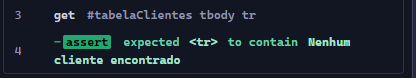 3 get #tabelaClientes tbody tr
4 -assert expected <tr> to contain Nenhum
cliente encontrado